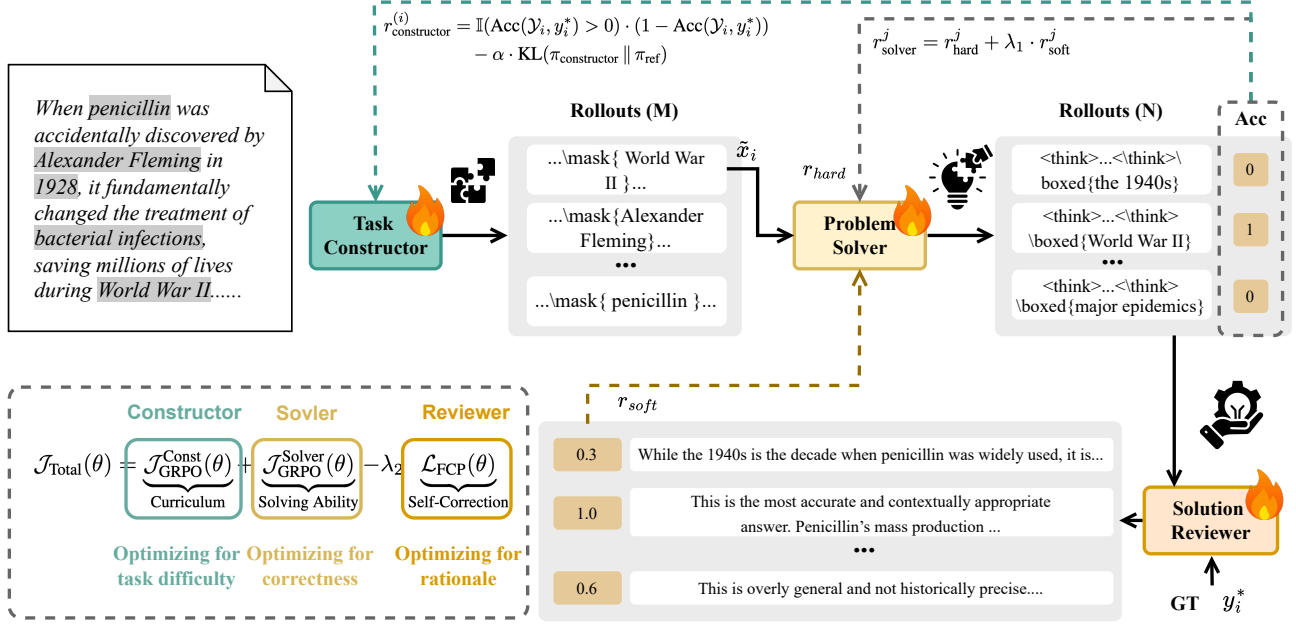 r_{constructor}^{(i)} = 𝕀(Acc(𝒴_i, y_i^*) > 0) · (1 − Acc(𝒴_i, y_i^*))
− α · KL(π_{constructor} ∥ π_{ref})
r_{solver}^j = r_{hard}^j + λ_1 · r_{soft}^j
When penicillin was
accidentally discovered by
Alexander Fleming in
1928, it fundamentally
changed the treatment of
bacterial infections,
saving millions of lives
during World War II......
Task
Constructor
Rollouts (M)
...\mask{ World War
II }...
...\mask{Alexander
Fleming}...
...
...\mask{ penicillin }...
x̃_i
r_{hard}
Problem
Solver
Rollouts (N)
<think>...<\think>\
boxed{the 1940s}
<think>...<\think>
\boxed{World War II}
...
<think>...<\think>
\boxed{major epidemics}
Acc
0
1
0
Constructor Sovler Reviewer
𝒥_{Total}(θ) = 𝒥_{GRPO}^{Const}(θ) + 𝒥_{GRPO}^{Solver}(θ) − λ_2 ℒ_{FCP}(θ)
Curriculum Solving Ability Self-Correction
Optimizing for Optimizing for Optimizing for
task difficulty correctness rationale
r_{soft}
0.3 While the 1940s is the decade when penicillin was widely used, it is...
1.0 This is the most accurate and contextually appropriate
answer. Penicillin's mass production ...
...
0.6 This is overly general and not historically precise....
Solution
Reviewer
GT y_i^*